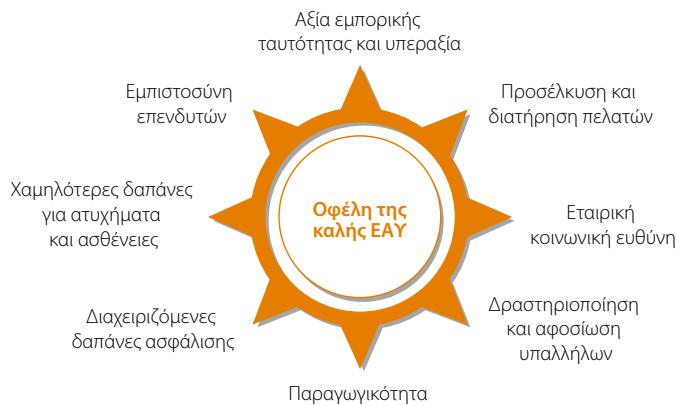 Αξία εμπορικής
ταυτότητας και υπεραξία
Εμπιστοσύνη
επενδυτών
Προσέλκυση και
διατήρηση πελατών
Χαμηλότερες δαπάνες
για ατυχήματα
και ασθένειες
Οφέλη της
καλής ΕΑΥ
Εταιρική
κοινωνική ευθύνη
Διαχειριζόμενες
δαπάνες ασφάλισης
Δραστηριοποίηση
και αφοσίωση
υπαλλήλων
Παραγωγικότητα